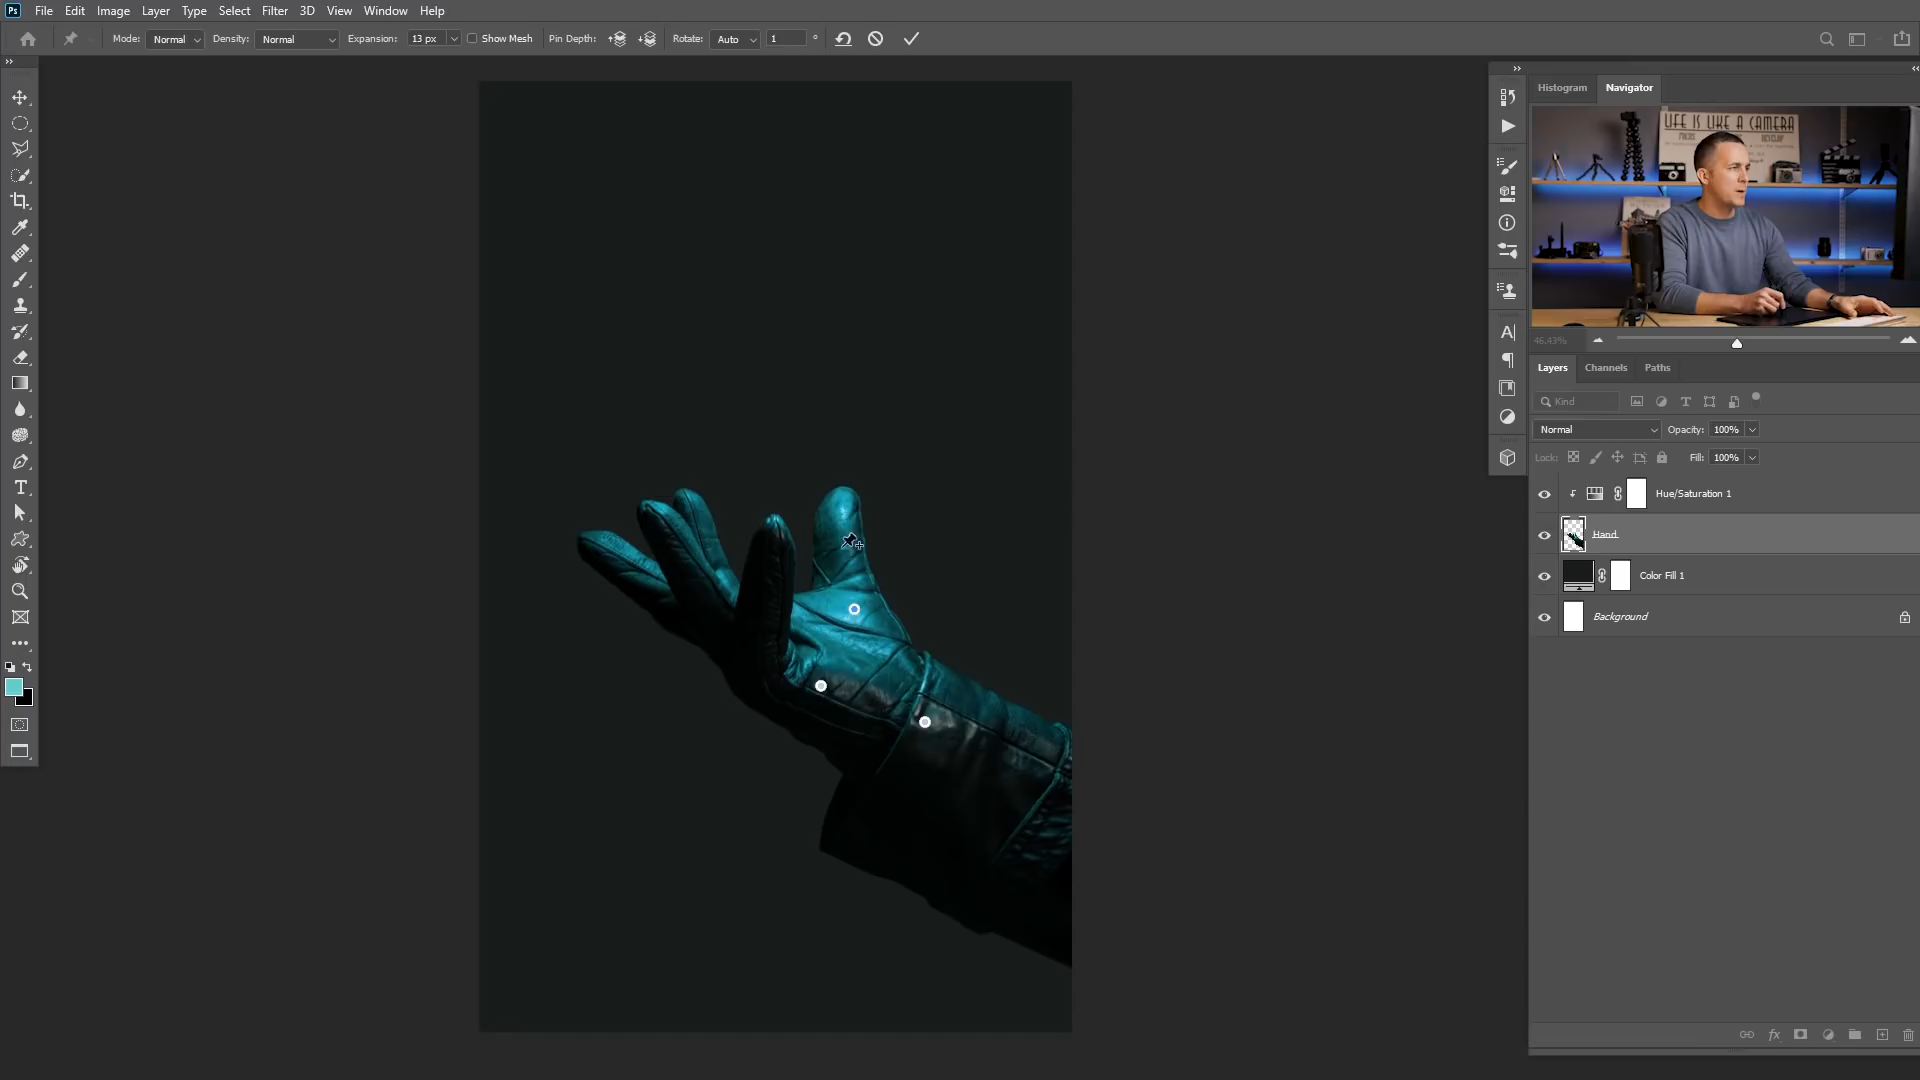 Ps File Edit Image Layer Type Select Filter 3D View Window Help
Mode: Normal Density: Normal Expansion: 13 px Show Mesh Pin Depth: Rotate: Auto 1 °
Histogram Navigator
LIFE IS LIKE A CAMERA
46.43%
Layers Channels Paths
Kind
Normal Opacity: 100%
Lock: Fill: 100%
Hue/Saturation 1
Hand
Color Fill 1
Background